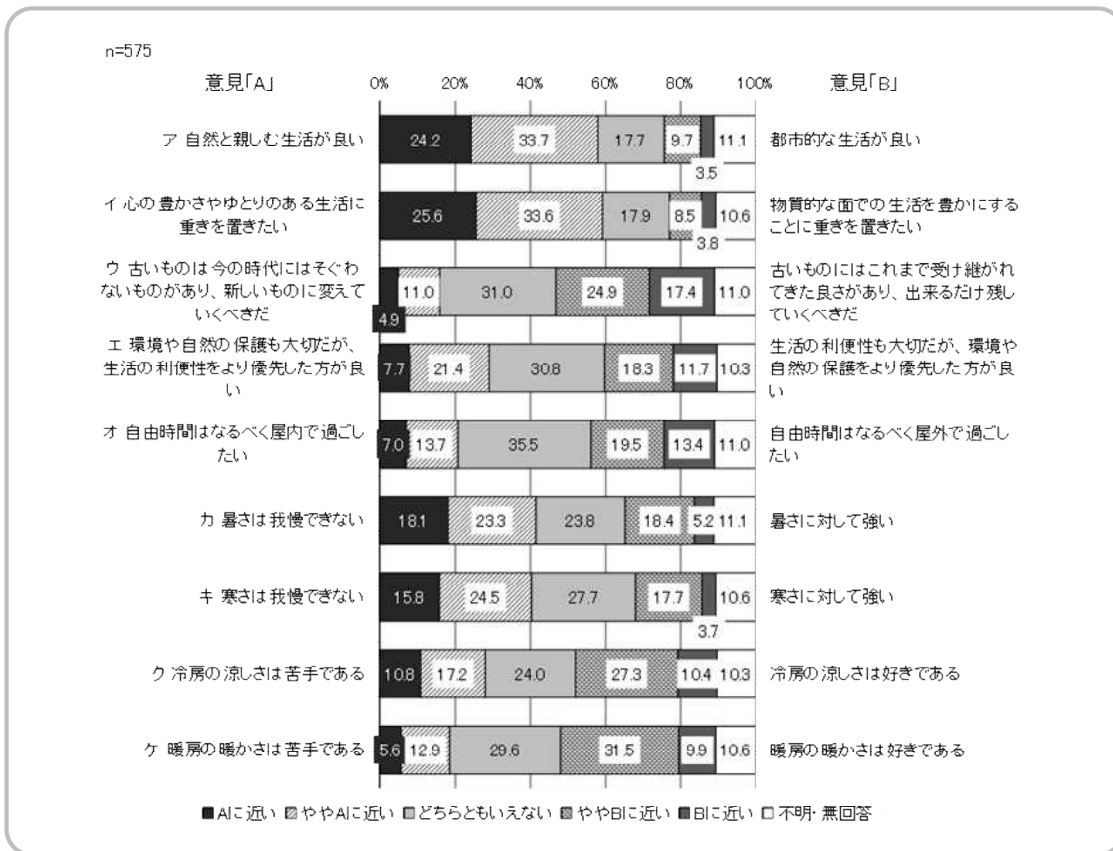 n=575
意見「A」 0% 20% 40% 60% 80% 100% 意見「B」
ア 自然と親しむ生活が良い 24.2 33.7 17.7 9.7 3.5 11.1 都市的な生活が良い
イ 心の豊かさやゆとりのある生活に
重きを置きたい
25.6 33.6 17.9 8.5 3.8 10.6
物質的な面での生活を豊かにす
ることに重きを置きたい
ウ 古いものは今の時代にはそぐわ
ないものがあり、新しいものに変えて
いくべきだ
4.9 11.0 31.0 24.9 17.4 11.0
古いものにはこれまで受け継がれ
てきた良さがあり、出来るだけ残し
ていくべきだ
エ 環境や自然の保護も大切だが、
生活の利便性をより優先した方が良
い
7.7 21.4 30.8 18.3 11.7 10.3
生活の利便性も大切だが、環境や
自然の保護をより優先した方が良
い
オ 自由時間はなるべく屋内で過ごし
たい
7.0 13.7 35.5 19.5 13.4 11.0
自由時間はなるべく屋外で過ごし
たい
カ 暑さは我慢できない 18.1 23.3 23.8 18.4 5.2 11.1 暑さに対して強い
キ 寒さは我慢できない 15.8 24.5 27.7 17.7 3.7 10.6 寒さに対して強い
ク 冷房の涼しさは苦手である 10.8 17.2 24.0 27.3 10.4 10.3 冷房の涼しさは好きである
ケ 暖房の暖かさは苦手である 5.6 12.9 29.6 31.5 9.9 10.6 暖房の暖かさは好きである
Aに近い ややAに近い どちらともいえない ややBに近い Bに近い 不明・無回答